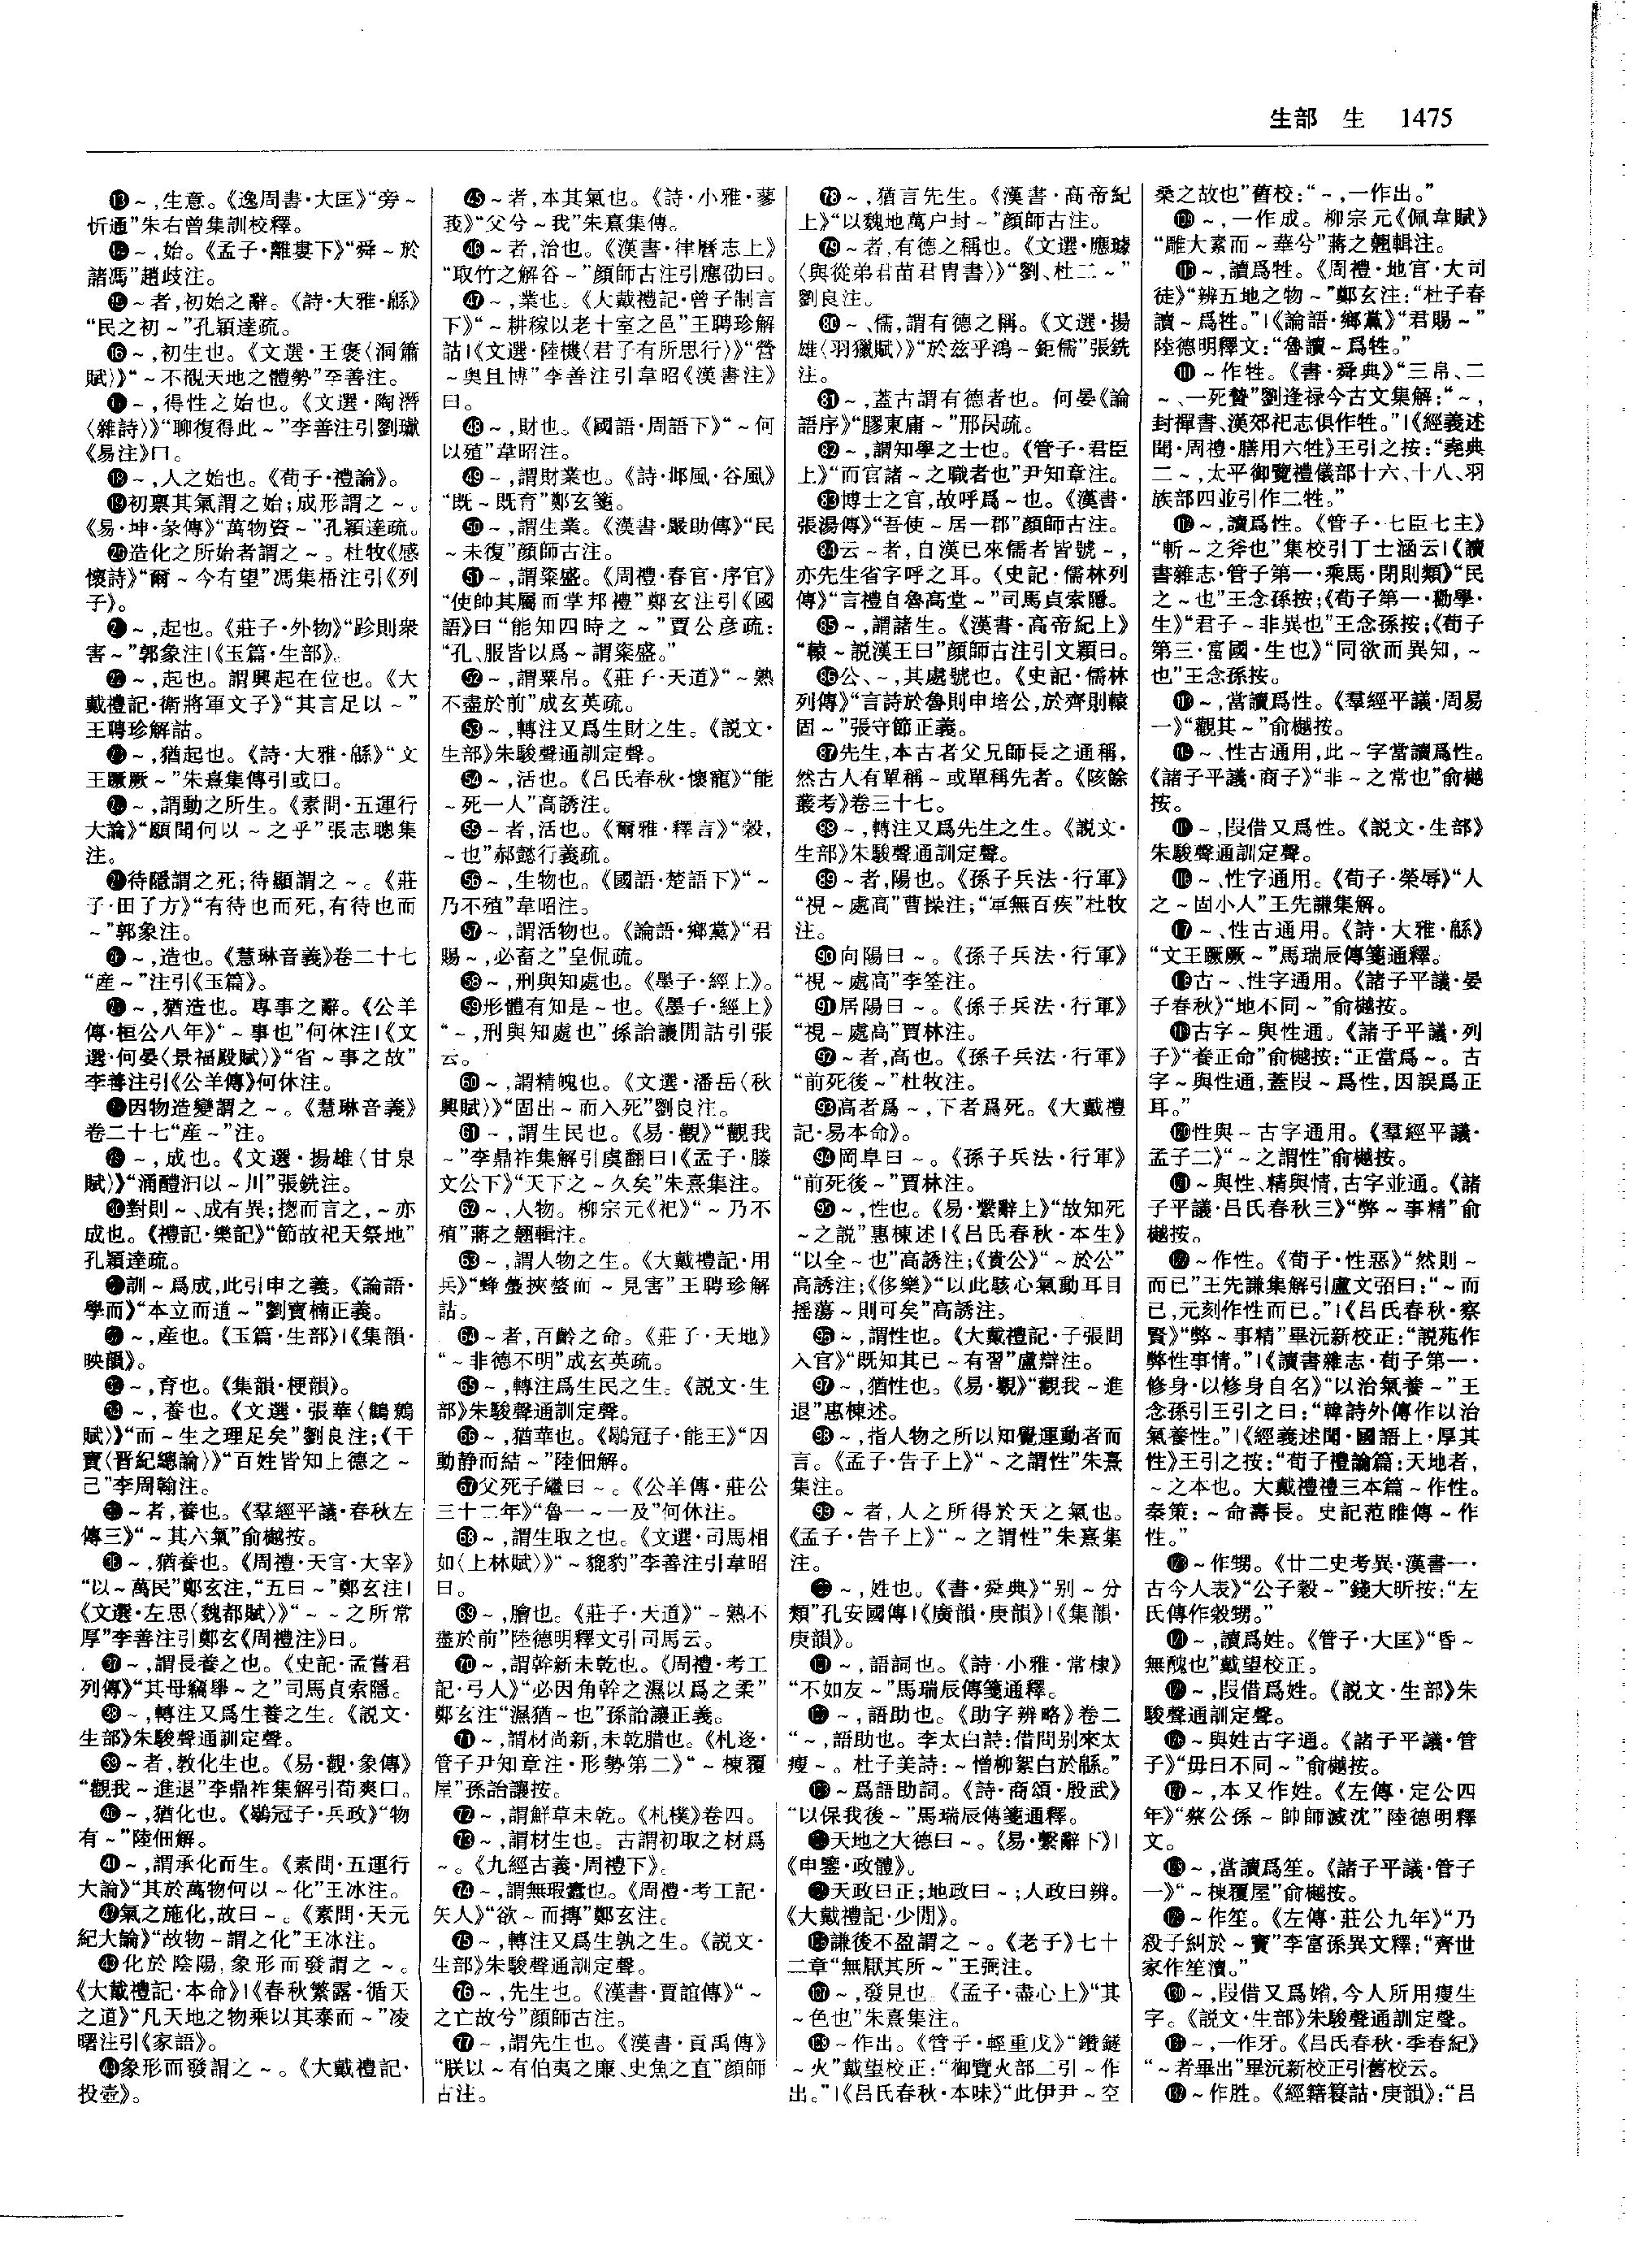 生部 生 1475
⓭~,生意。《逸周書·大匡》“旁~
忻通”朱右曾集訓校釋。
⓮~,始。《孟子·離婁下》“舜~於
諸馮”趙歧注。
⓯~者,初始之辭。《詩·大雅·緜》
“民之初~”孔穎達疏。
⓰~,初生也。《文選·王褒〈洞簫
賦〉》“~不覩天地之體勢”李善注。
⓱~,得性之始也。《文選·陶潛
〈雜詩〉》“聊復得此~”李善注引劉瓛
《易注》曰。
⓲~,人之始也。《荀子·禮論》。
⓳初稟其氣謂之始;成形謂之~。
《易·坤·彖傳》“萬物資~”孔穎達疏。
⓴造化之所始者謂之~。杜牧《感
懷詩》“爾~今有望”馮集梧注引《列
子》。
㉑~,起也。《莊子·外物》“跈則衆
害~”郭象注|《玉篇·生部》。
㉒~,起也。謂興起在位也。《大
戴禮記·衛將軍文子》“其言足以~”
王聘珍解詁。
㉓~,猶起也。《詩·大雅·緜》“文
王蹶厥~”朱熹集傳引或曰。
㉔~,謂動之所生。《素問·五運行
大論》“願聞何以~之乎”張志聰集
注。
㉕待隱謂之死;待顯謂之~。《莊
子·田子方》“有待也而死,有待也而
~”郭象注。
㉖~,造也。《慧琳音義》卷二十七
“産~”注引《玉篇》。
㉗~,猶造也。專事之辭。《公羊
傳·桓公八年》“~事也”何休注|《文
選·何晏〈景福殿賦〉》“省~事之故”
李善注引《公羊傳》何休注。
㉘因物造變謂之~。《慧琳音義》
卷二十七“産~”注。
㉙~,成也。《文選·揚雄〈甘泉
賦〉》“涌醴汩以~川”張銑注。
㉚對則~、成有異;揔而言之,~亦
成也。《禮記·樂記》“節故祀天祭地”
孔穎達疏。
㉛訓~爲成,此引申之義。《論語·
學而》“本立而道~”劉寶楠正義。
㉜~,産也。《玉篇·生部》|《集韻·
映韻》。
㉝~,育也。《集韻·梗韻》。
㉞~,養也。《文選·張華〈鷦鷯
賦〉》“而~生之理足矣”劉良注;《干
寶〈晋紀總論〉》“百姓皆知上德之~
己”李周翰注。
㉟~者,養也。《羣經平議·春秋左
傳三》“~其六氣”俞樾按。
㊱~,猶養也。《周禮·天官·大宰》
“以~萬民”鄭玄注,“五曰~”鄭玄注|
《文選·左思〈魏都賦〉》“~~之所常
厚”李善注引鄭玄《周禮注》曰。
㊲~,謂長養之也。《史記·孟嘗君
列傳》“其母竊舉~之”司馬貞索隱。
㊳~,轉注又爲生養之生。《説文·
生部》朱駿聲通訓定聲。
㊴~者,教化生也。《易·觀·象傳》
“觀我~進退”李鼎祚集解引荀爽曰。
㊵~,猶化也。《鶡冠子·兵政》“物
有~”陸佃解。
㊶~,謂承化而生。《素問·五運行
大論》“其於萬物何以~化”王冰注。
㊷氣之施化,故曰~。《素問·天元
紀大論》“故物~謂之化”王冰注。
㊸化於陰陽,象形而發謂之~。
《大戴禮記·本命》|《春秋繁露·循天
之道》“凡天地之物乘以其泰而~”凌
曙注引《家語》。
㊹象形而發謂之~。《大戴禮記·
投壺》。
㊺~者,本其氣也。《詩·小雅·蓼
莪》“父兮~我”朱熹集傳。
㊻~者,治也。《漢書·律曆志上》
“取竹之解谷~”顔師古注引應劭曰。
㊼~,業也。《大戴禮記·曾子制言
下》“~耕稼以老十室之邑”王聘珍解
詁|《文選·陸機〈君子有所思行〉》“營
~奥且博”李善注引韋昭《漢書注》
曰。
㊽~,財也。《國語·周語下》“~何
以殖”韋昭注。
㊾~,謂財業也。《詩·邶風·谷風》
“既~既育”鄭玄箋。
㊿~,謂生業。《漢書·嚴助傳》“民
~未復”顔師古注。
51~,謂粢盛。《周禮·春官·序官》
“使帥其屬而掌邦禮”鄭玄注引《國
語》曰“能知四時之~”賈公彦疏:
“孔、服皆以爲~謂粢盛。”
52~,謂粟帛。《莊子·天道》“~熟
不盡於前”成玄英疏。
53~,轉注又爲生財之生。《説文·
生部》朱駿聲通訓定聲。
54~,活也。《吕氏春秋·懷寵》“能
~死一人”高誘注。
55~者,活也。《爾雅·釋言》“穀,
~也”郝懿行義疏。
56~,生物也。《國語·楚語下》“~
乃不殖”韋昭注。
57~,謂活物也。《論語·鄉黨》“君
賜~,必畜之”皇侃疏。
58~,刑與知處也。《墨子·經上》。
59形體有知是~也。《墨子·經上》
“~,刑與知處也”孫詒讓閒詁引張
云。
60~,謂精魄也。《文選·潘岳〈秋
興賦〉》“固出~而入死”劉良注。
61~,謂生民也。《易·觀》“觀我
~”李鼎祚集解引虞翻曰|《孟子·滕
文公下》“天下之~久矣”朱熹集注。
62~,人物。柳宗元《祀》“~乃不
殖”蔣之翹輯注。
63~,謂人物之生。《大戴禮記·用
兵》“蜂蠆挾螫而~見害”王聘珍解
詁。
64~者,百齡之命。《莊子·天地》
“~非德不明”成玄英疏。
65~,轉注爲生民之生。《説文·生
部》朱駿聲通訓定聲。
66~,猶華也。《鶡冠子·能王》“因
動静而結~”陸佃解。
67父死子繼曰~。《公羊傳·莊公
三十二年》“魯一~一及”何休注。
68~,謂生取之也。《文選·司馬相
如〈上林賦〉》“~貔豹”李善注引韋昭
曰。
69~,膾也。《莊子·大道》“~熟不
盡於前”陸德明釋文引司馬云。
70~,謂幹新未乾也。《周禮·考工
記·弓人》“必因角幹之濕以爲之柔”
鄭玄注“濕猶~也”孫詒讓正義。
71~,謂材尚新,未乾腊也。《札迻·
管子尹知章注·形勢第二》“~棟覆
屋”孫詒讓按。
72~,謂鮮草未乾。《札樸》卷四。
73~,謂材生也。古謂初取之材爲
~。《九經古義·周禮下》。
74~,謂無瑕蠹也。《周禮·考工記·
矢人》“欲~而摶”鄭玄注。
75~,轉注又爲生孰之生。《説文·
生部》朱駿聲通訓定聲。
76~,先生也。《漢書·賈誼傳》“~
之亡故兮”顔師古注。
77~,謂先生也。《漢書·貢禹傳》
“朕以~有伯夷之廉、史魚之直”顔師
古注。
78~,猶言先生。《漢書·高帝紀
上》“以魏地萬户封~”顔師古注。
79~者,有德之稱也。《文選·應璩
〈與從弟君苗君胄書〉》“劉、杜二~”
劉良注。
80~、儒,謂有德之稱。《文選·揚
雄〈羽獵賦〉》“於兹乎鴻~鉅儒”張銑
注。
81~,蓋古謂有德者也。何晏《論
語序》“膠東庸~”邢昺疏。
82~,謂知學之士也。《管子·君臣
上》“而官諸~之職者也”尹知章注。
83博士之官,故呼爲~也。《漢書·
張湯傳》“吾使~居一郡”顔師古注。
84云~者,自漢已來儒者皆號~,
亦先生省字呼之耳。《史記·儒林列
傳》“言禮自魯高堂~”司馬貞索隱。
85~,謂諸生。《漢書·高帝紀上》
“轅~説漢王曰”顔師古注引文穎曰。
86公、~,其處號也。《史記·儒林
列傳》“言詩於魯則申培公,於齊則轅
固~”張守節正義。
87先生,本古者父兄師長之通稱,
然古人有單稱~或單稱先者。《陔餘
叢考》卷三十七。
88~,轉注又爲先生之生。《説文·
生部》朱駿聲通訓定聲。
89~者,陽也。《孫子兵法·行軍》
“視~處高”曹操注;“軍無百疾”杜牧
注。
90向陽曰~。《孫子兵法·行軍》
“視~處高”李筌注。
91居陽曰~。《孫子兵法·行軍》
“視~處高”賈林注。
92~者,高也。《孫子兵法·行軍》
“前死後~”杜牧注。
93高者爲~,下者爲死。《大戴禮
記·易本命》。
94岡阜曰~。《孫子兵法·行軍》
“前死後~”賈林注。
95~,性也。《易·繫辭上》“故知死
~之説”惠棟述|《吕氏春秋·本生》
“以全~也”高誘注;《貴公》“~於公”
高誘注;《侈樂》“以此駭心氣動耳目
摇蕩~則可矣”高誘注。
96~,謂性也。《大戴禮記·子張問
入官》“既知其已~有習”盧辯注。
97~,猶性也。《易·觀》“觀我~進
退”惠棟述。
98~,指人物之所以知覺運動者而
言。《孟子·告子上》“~之謂性”朱熹
集注。
99~者,人之所得於天之氣也。
《孟子·告子上》“~之謂性”朱熹集
注。
100~,姓也。《書·舜典》“别~分
類”孔安國傳|《廣韻·庚韻》|《集韻·
庚韻》。
101~,語詞也。《詩·小雅·常棣》
“不如友~”馬瑞辰傳箋通釋。
102~,語助也。《助字辨略》卷二
“~,語助也。李太白詩:借問别來太
瘦~。杜子美詩:~憎柳絮白於緜。”
103~爲語助詞。《詩·商頌·殷武》
“以保我後~”馬瑞辰傳箋通釋。
104天地之大德曰~。《易·繫辭下》|
《申鑒·政體》。
105天政曰正;地政曰~;人政曰辨。
《大戴禮記·少閒》。
106謙後不盈謂之~。《老子》七十
二章“無厭其所~”王弼注。
107~,發見也。《孟子·盡心上》“其
~色也”朱熹集注。
108~作出。《管子·輕重戊》“鑽鐩
~火”戴望校正:“御覽火部二引~作
出。”|《吕氏春秋·本味》“此伊尹~空
桑之故也”舊校:“~,一作出。”
109~,一作成。柳宗元《佩韋賦》
“雕大素而~華兮”蔣之翹輯注。
110~,讀爲牲。《周禮·地官·大司
徒》“辨五地之物~”鄭玄注:“杜子春
讀~爲牲。”|《論語·鄉黨》“君賜~”
陸德明釋文:“魯讀~爲牲。”
111~作牲。《書·舜典》“三帛、二
~、一死贄”劉逢禄今古文集解:“~,
封禪書、漢郊祀志俱作牲。”|《經義述
聞·周禮·膳用六牲》王引之按:“堯典
二~,太平御覽禮儀部十六、十八、羽
族部四並引作二牲。”
112~,讀爲性。《管子·七臣七主》
“斬~之斧也”集校引丁士涵云|《讀
書雜志·管子第一·乘馬·閉則類》“民
之~也”王念孫按;《荀子第一·勸學·
生》“君子~非異也”王念孫按;《荀子
第三·富國·生也》“同欲而異知,~
也”王念孫按。
113~,當讀爲性。《羣經平議·周易
一》“觀其~”俞樾按。
114~、性古通用,此~字當讀爲性。
《諸子平議·商子》“非~之常也”俞樾
按。
115~,叚借又爲性。《説文·生部》
朱駿聲通訓定聲。
116~、性字通用。《荀子·榮辱》“人
之~固小人”王先謙集解。
117~、性古通用。《詩·大雅·緜》
“文王蹶厥~”馬瑞辰傳箋通釋。
118古~、性字通用。《諸子平議·晏
子春秋》“地不同~”俞樾按。
119古字~與性通。《諸子平議·列
子》“養正命”俞樾按:“正當爲~。古
字~與性通,蓋叚~爲性,因誤爲正
耳。”
120性與~古字通用。《羣經平議·
孟子二》“~之謂性”俞樾按。
121~與性、精與情,古字並通。《諸
子平議·吕氏春秋三》“弊~事精”俞
樾按。
122~作性。《荀子·性惡》“然則~
而已”王先謙集解引盧文弨曰:“~而
已,元刻作性而已。”|《吕氏春秋·察
賢》“弊~事精”畢沅新校正:“説苑作
弊性事情。”|《讀書雜志·荀子第一·
修身·以修身自名》“以治氣養~”王
念孫引王引之曰:“韓詩外傳作以治
氣養性。”|《經義述聞·國語上·厚其
性》王引之按:“荀子禮論篇:天地者,
~之本也。大戴禮禮三本篇~作性。
秦策:~命壽長。史記范雎傳~作
性。”
123~作甥。《廿二史考異·漢書一·
古今人表》“公子縠~”錢大昕按:“左
氏傳作縠甥。”
124~,讀爲姓。《管子·大匡》“昏~
無醜也”戴望校正。
125~,叚借爲姓。《説文·生部》朱
駿聲通訓定聲。
126~與姓古字通。《諸子平議·管
子》“毋曰不同~”俞樾按。
127~,本又作姓。《左傳·定公四
年》“蔡公孫~帥師滅沈”陸德明釋
文。
128~,當讀爲笙。《諸子平議·管子
一》“~棟覆屋”俞樾按。
129~作笙。《左傳·莊公九年》“乃
殺子糾於~竇”李富孫異文釋:“齊世
家作笙瀆。”
130~,叚借又爲㾪,今人所用瘦生
字。《説文·生部》朱駿聲通訓定聲。
131~,一作牙。《吕氏春秋·季春紀》
“~者畢出”畢沅新校正引舊校云。
132~作胜。《經籍籑詁·庚韻》:“吕